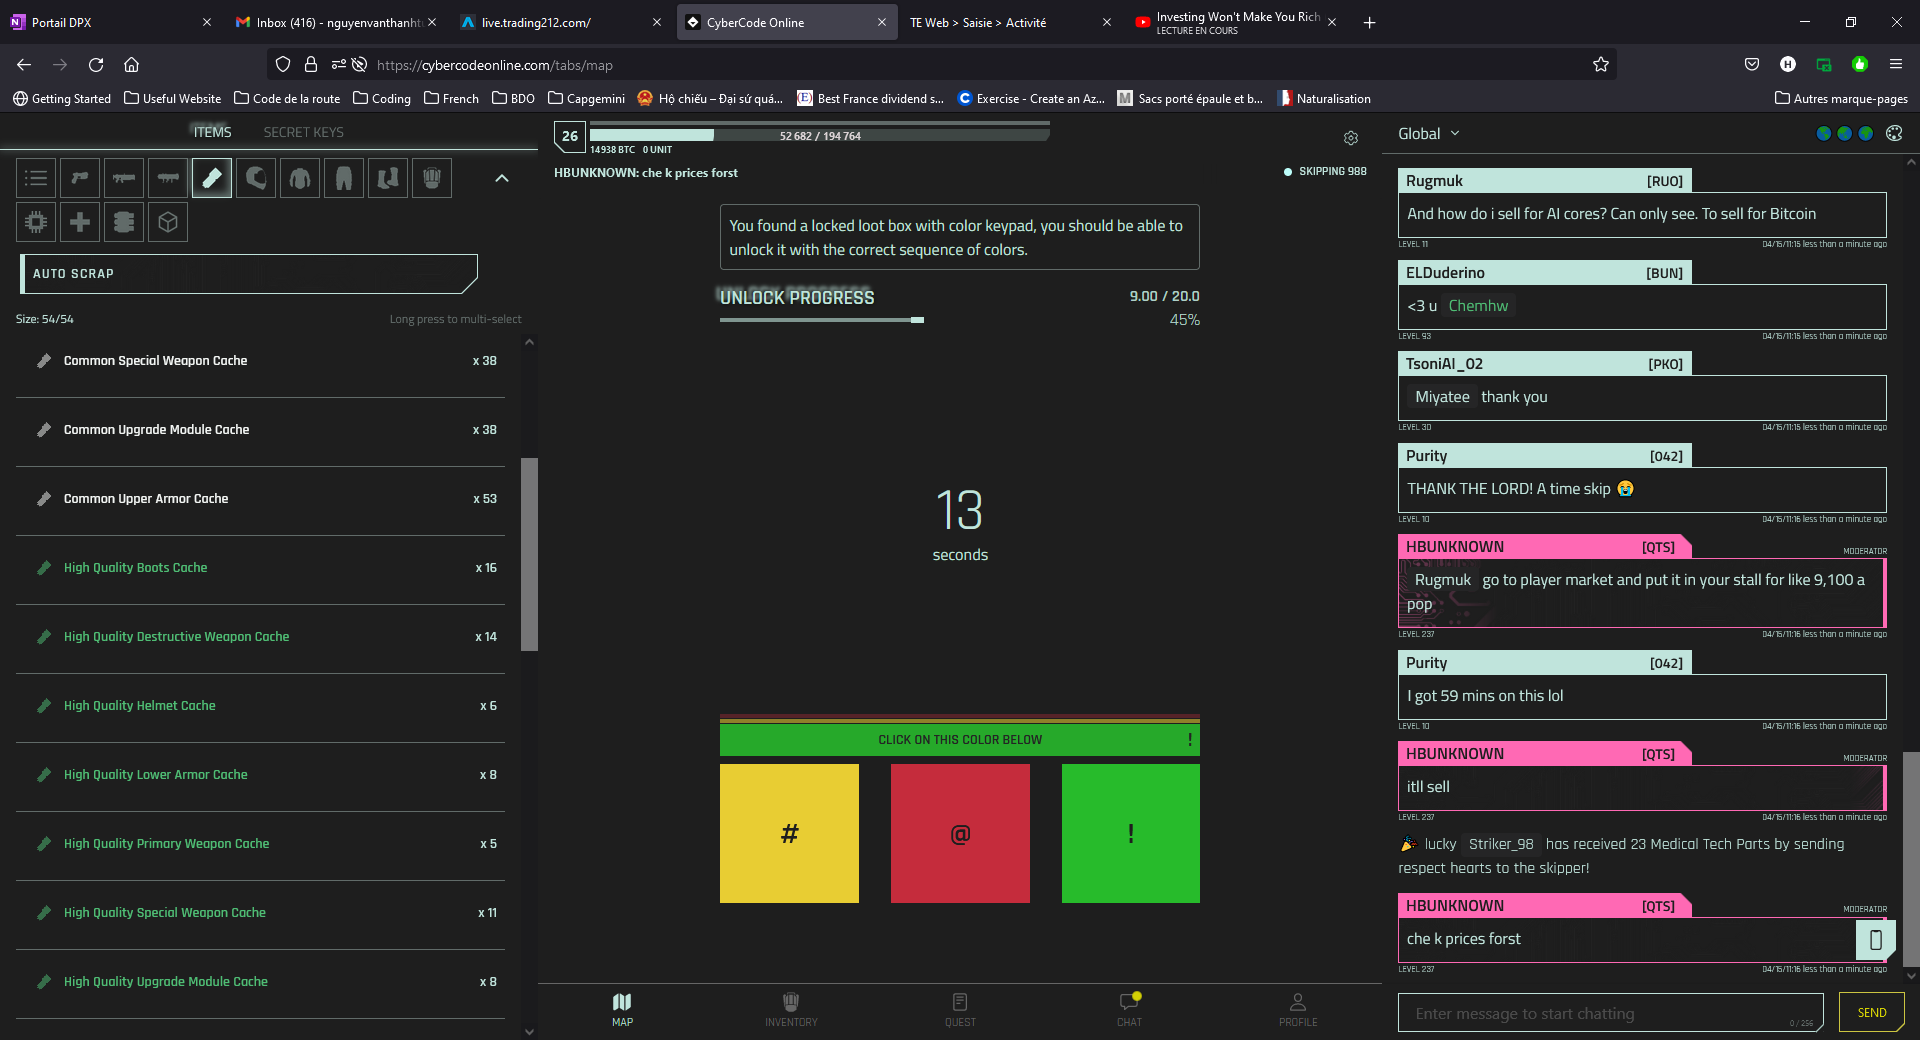 Portail DPX
Inbox (416) - nguyenvanthanhtu
live.trading212.com/
CyberCode Online
TE Web > Saisie > Activité
Investing Won't Make You Rich
LECTURE EN COURS
https://cybercodeonline.com/tabs/map
Getting Started
Useful Website
Code de la route
Coding
French
BDO
Capgemini
Hộ chiếu – Đại sứ quá...
Best France dividend s...
Exercise - Create an Az...
Sacs porté épaule et b...
Naturalisation
Autres marque-pages
ITEMS
SECRET KEYS
AUTO SCRAP
Size: 54/54
Long press to multi-select
Common Special Weapon Cache x 38
Common Upgrade Module Cache x 38
Common Upper Armor Cache x 53
High Quality Boots Cache x 16
High Quality Destructive Weapon Cache x 14
High Quality Helmet Cache x 6
High Quality Lower Armor Cache x 8
High Quality Primary Weapon Cache x 5
High Quality Special Weapon Cache x 11
High Quality Upgrade Module Cache x 8
26
52 682 / 194 764
14938 BTC 0 UNIT
HBUNKNOWN: che k prices forst
SKIPPING 988
You found a locked loot box with color keypad, you should be able to
unlock it with the correct sequence of colors.
UNLOCK PROGRESS
9.00 / 20.0
45%
13
seconds
CLICK ON THIS COLOR BELOW !
# @ !
MAP
INVENTORY
QUEST
CHAT
PROFILE
Global
Rugmuk [RUO]
And how do i sell for AI cores? Can only see. To sell for Bitcoin
LEVEL 11 04/15/11:15 less than a minute ago
ELDuderino [BUN]
<3 u Chemhw
LEVEL 93 04/15/11:15 less than a minute ago
TsoniAI_02 [PKO]
Miyatee thank you
LEVEL 30 04/15/11:15 less than a minute ago
Purity [042]
THANK THE LORD! A time skip 😭
LEVEL 10 04/15/11:16 less than a minute ago
HBUNKNOWN [QTS] MODERATOR
Rugmuk go to player market and put it in your stall for like 9,100 a
pop
LEVEL 237 04/15/11:16 less than a minute ago
Purity [042]
I got 59 mins on this lol
LEVEL 10 04/15/11:16 less than a minute ago
HBUNKNOWN [QTS] MODERATOR
itll sell
LEVEL 237 04/15/11:16 less than a minute ago
🎉 lucky Striker_98 has received 23 Medical Tech Parts by sending
respect hearts to the skipper!
HBUNKNOWN [QTS] MODERATOR
che k prices forst
LEVEL 237 04/15/11:16 less than a minute ago
Enter message to start chatting
0 / 256
SEND